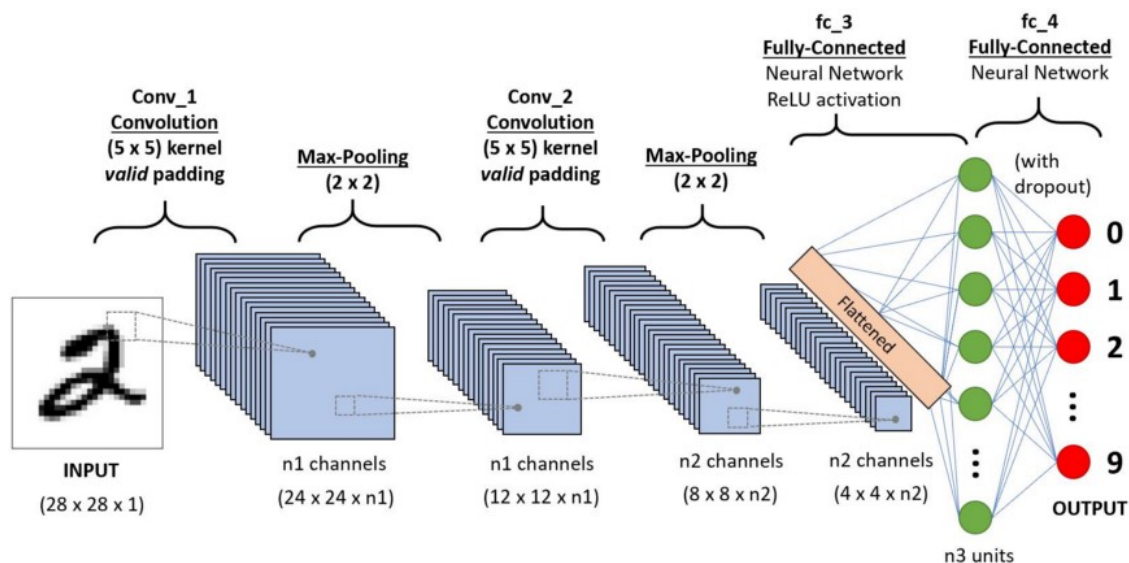 fc_3
Fully-Connected
Neural Network
ReLU activation
fc_4
Fully-Connected
Neural Network
Conv_1
Convolution
(5 x 5) kernel
valid padding
Max-Pooling
(2 x 2)
Conv_2
Convolution
(5 x 5) kernel
valid padding
Max-Pooling
(2 x 2)
(with
dropout)
Flattened
0
1
2
9
INPUT
(28 x 28 x 1)
n1 channels
(24 x 24 x n1)
n1 channels
(12 x 12 x n1)
n2 channels
(8 x 8 x n2)
n2 channels
(4 x 4 x n2)
n3 units
OUTPUT